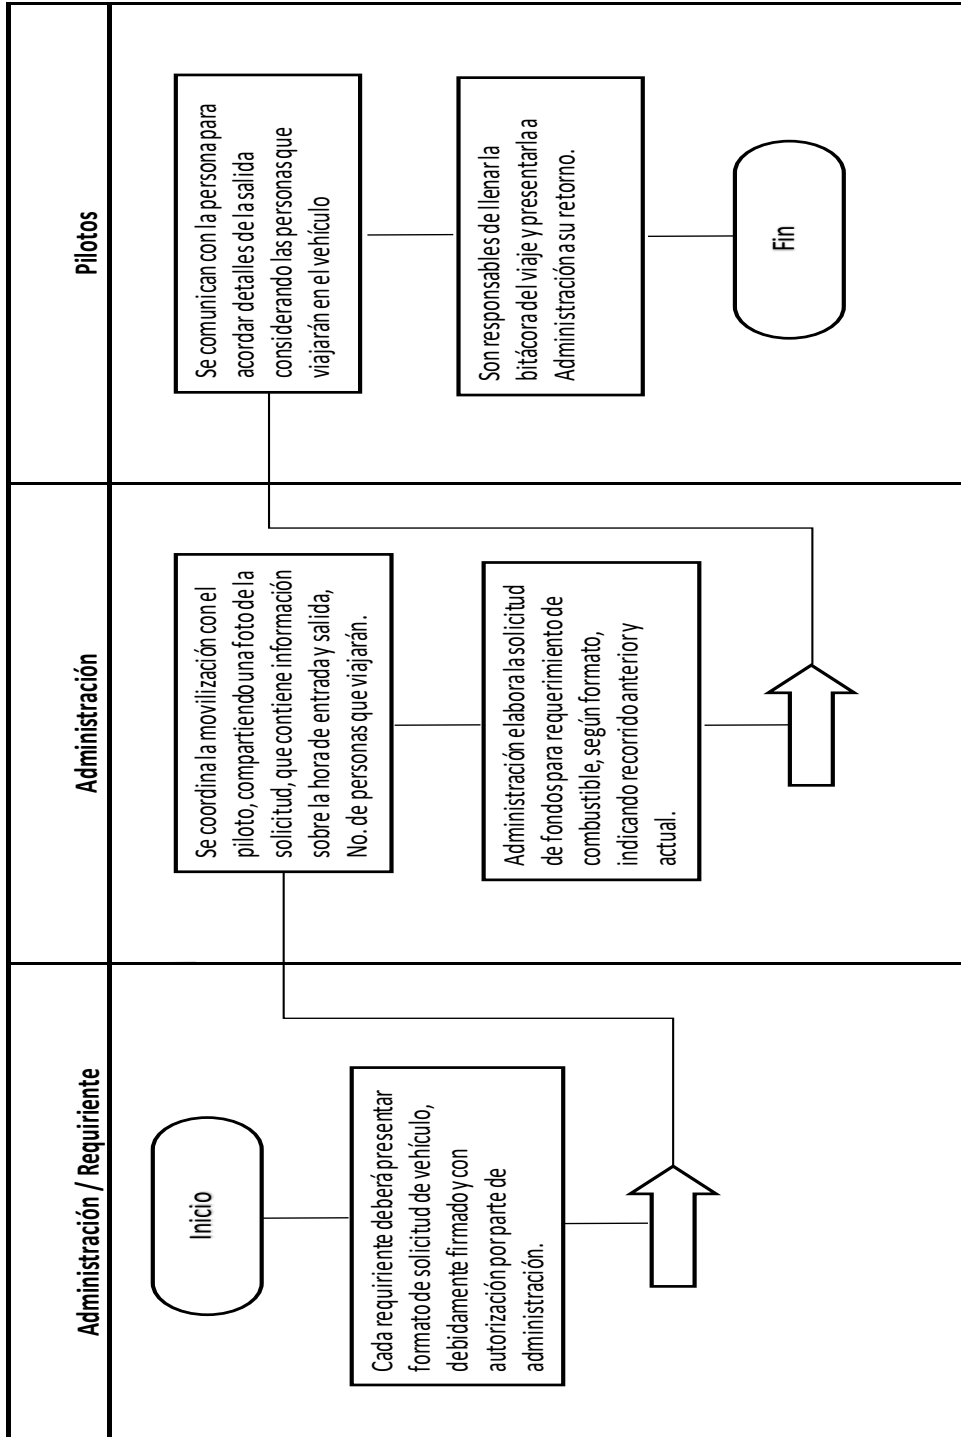 Administración / Requiriente
Administración
Pilotos
Inicio
Cada requiriente deberá presentar
formato de solicitud de vehículo,
debidamente firmado y con
autorización por parte de
administración.
Se coordina la movilización con el
piloto, compartiendo una foto de la
solicitud, que contiene información
sobre la hora de entrada y salida,
No. de personas que viajarán.
Administración elabora la solicitud
de fondos para requerimiento de
combustible, según formato,
indicando recorrido anterior y
actual.
Se comunican con la persona para
acordar detalles de la salida
considerando las personas que
viajarán en el vehículo
Son responsables de llenar la
bitácora del viaje y presentarla a
Administración a su retorno.
Fin